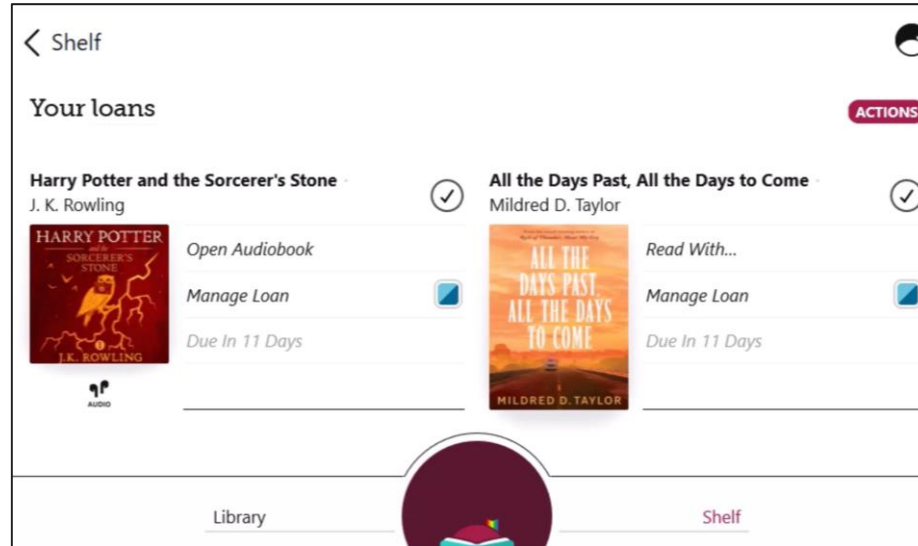 Shelf
Your loans
ACTIONS
Harry Potter and the Sorcerer's Stone
J. K. Rowling
HARRY POTTER
and the
SORCERER'S
STONE
1
J.K. ROWLING
AUDIO
Open Audiobook
Manage Loan
Due In 11 Days
All the Days Past, All the Days to Come
Mildred D. Taylor
ALL THE
DAYS PAST,
ALL THE DAYS
TO COME
MILDRED D. TAYLOR
Read With...
Manage Loan
Due In 11 Days
Library
Shelf